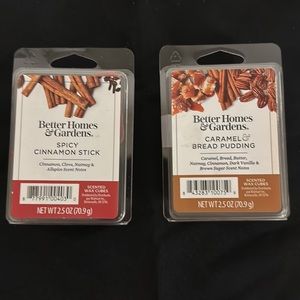 Better Homes
& Gardens.
SPICY
CINNAMON STICK
Cinnamon, Clove, Nutmeg &
Allspice Scent Notes
SCENTED
WAX CUBES
NET WT 2.5 OZ (70.9 g)
Better Homes
& Gardens.
CARAMEL &
BREAD PUDDING
Caramel, Bread, Butter,
Nutmeg, Cinnamon, Dark Vanilla &
Brown Sugar Scent Notes
SCENTED
WAX CUBES
NET WT 2.5 OZ (70.9 g)